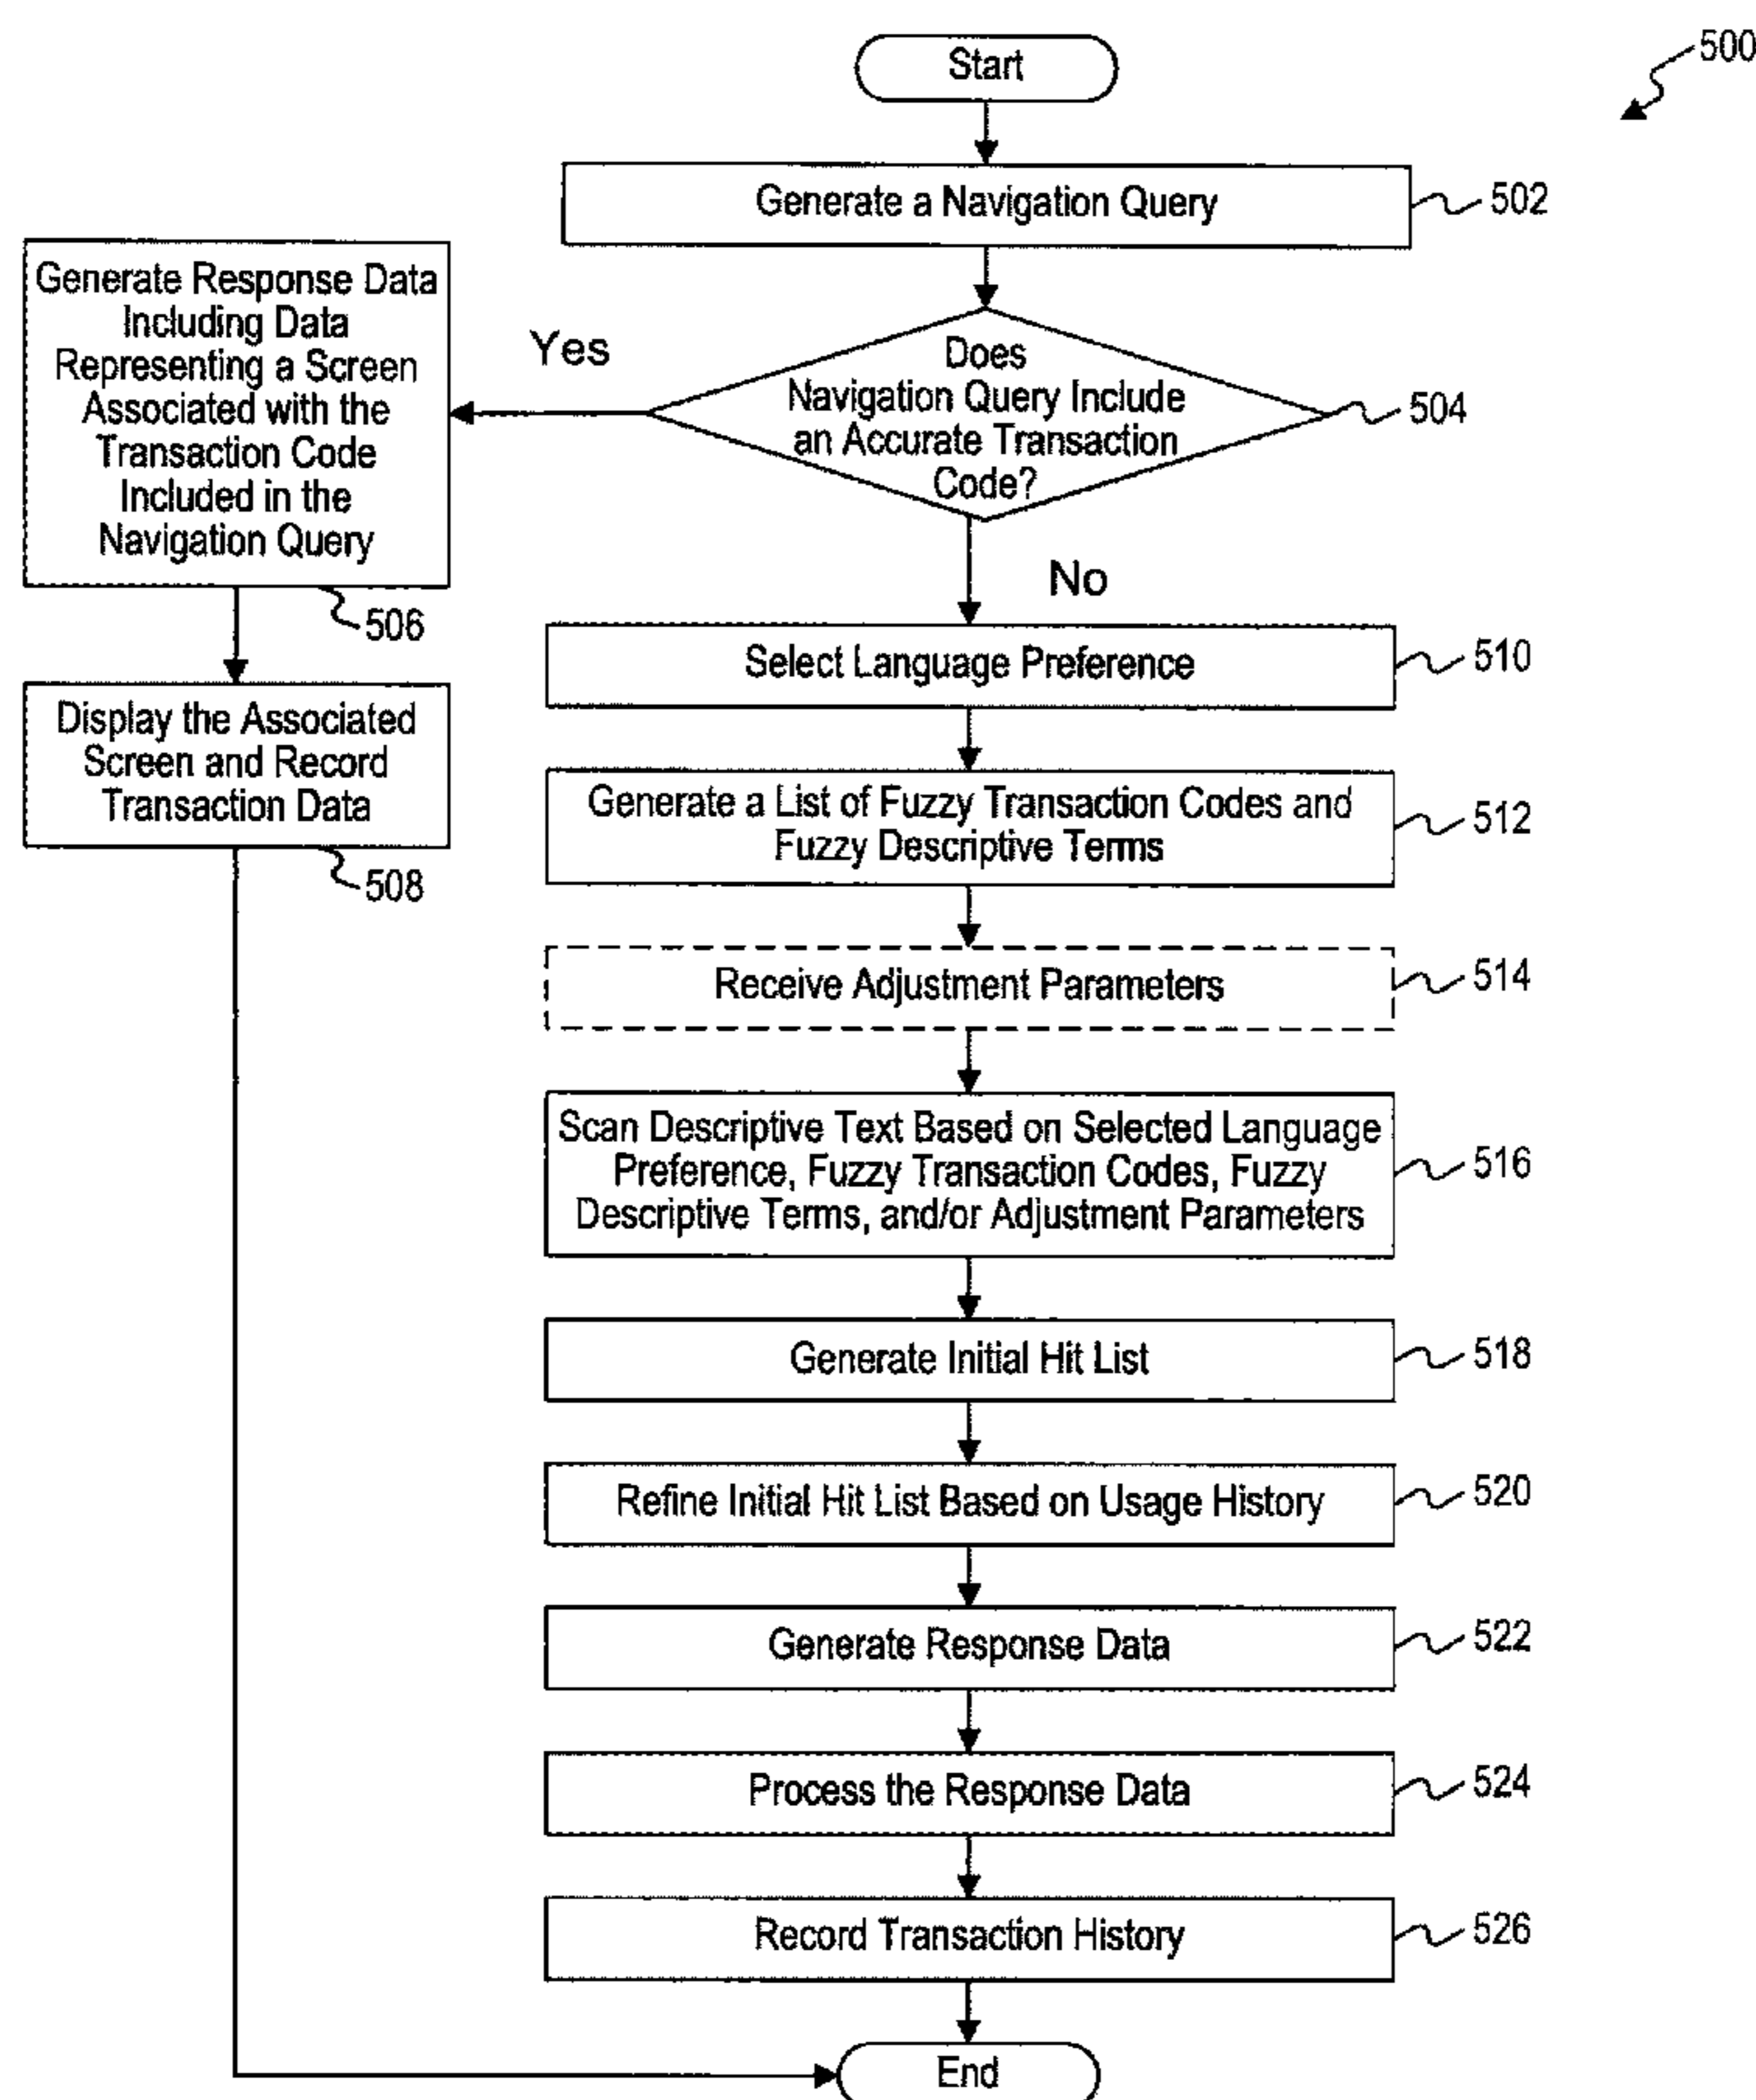 500
Start
Generate a Navigation Query
502
Does
Navigation Query Include
an Accurate Transaction
Code?
504
Yes
No
Generate Response Data
Including Data
Representing a Screen
Associated with the
Transaction Code
Included in the
Navigation Query
506
Display the Associated
Screen and Record
Transaction Data
508
Select Language Preference
510
Generate a List of Fuzzy Transaction Codes and
Fuzzy Descriptive Terms
512
Receive Adjustment Parameters
514
Scan Descriptive Text Based on Selected Language
Preference, Fuzzy Transaction Codes, Fuzzy
Descriptive Terms, and/or Adjustment Parameters
516
Generate Initial Hit List
518
Refine Initial Hit List Based on Usage History
520
Generate Response Data
522
Process the Response Data
524
Record Transaction History
526
End